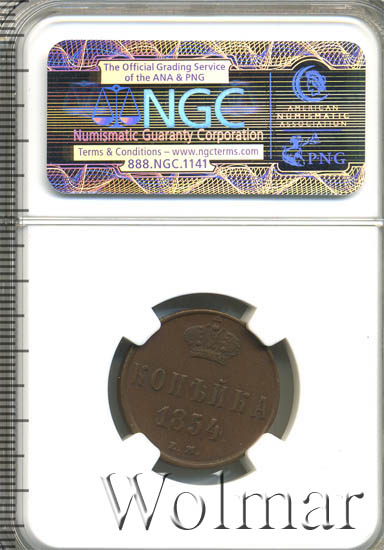 The Official Grading Service
of the ANA & PNG
NGC
Numismatic Guaranty Corporation
Terms & Conditions – www.ngcterms.com
888.NGC.1141
AMERICAN
NUMISMATIC
ASSOCIATION
PNG
КОПѢЙКА
1854
Е.М.
Wolmar